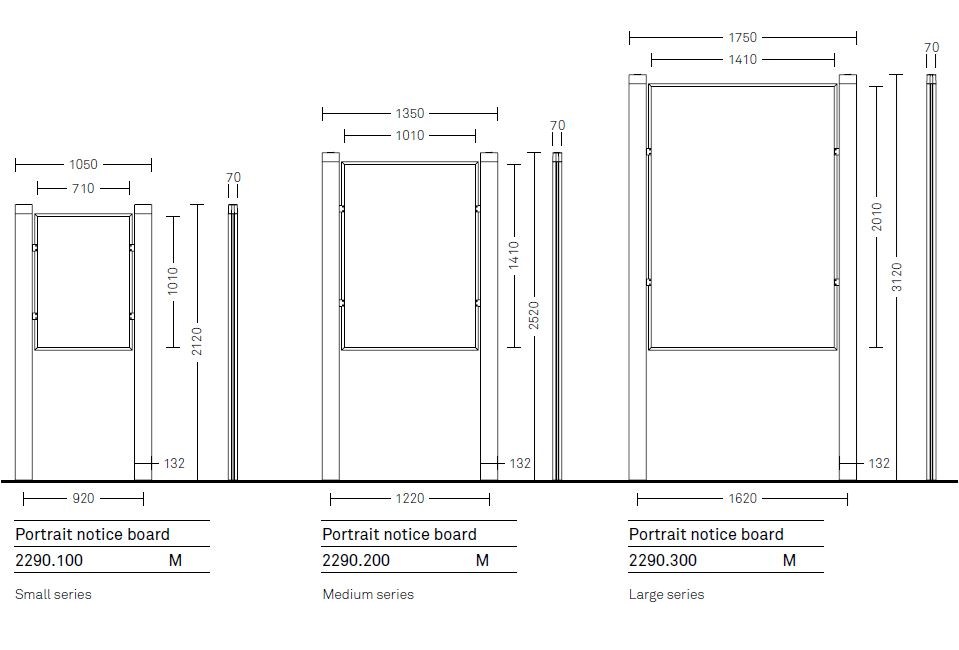 1050
710
70
1010
2120
132
920
Portrait notice board
2290.100 M
Small series
1350
1010
70
1410
2520
132
1220
Portrait notice board
2290.200 M
Medium series
1750
1410
70
2010
3120
132
1620
Portrait notice board
2290.300 M
Large series